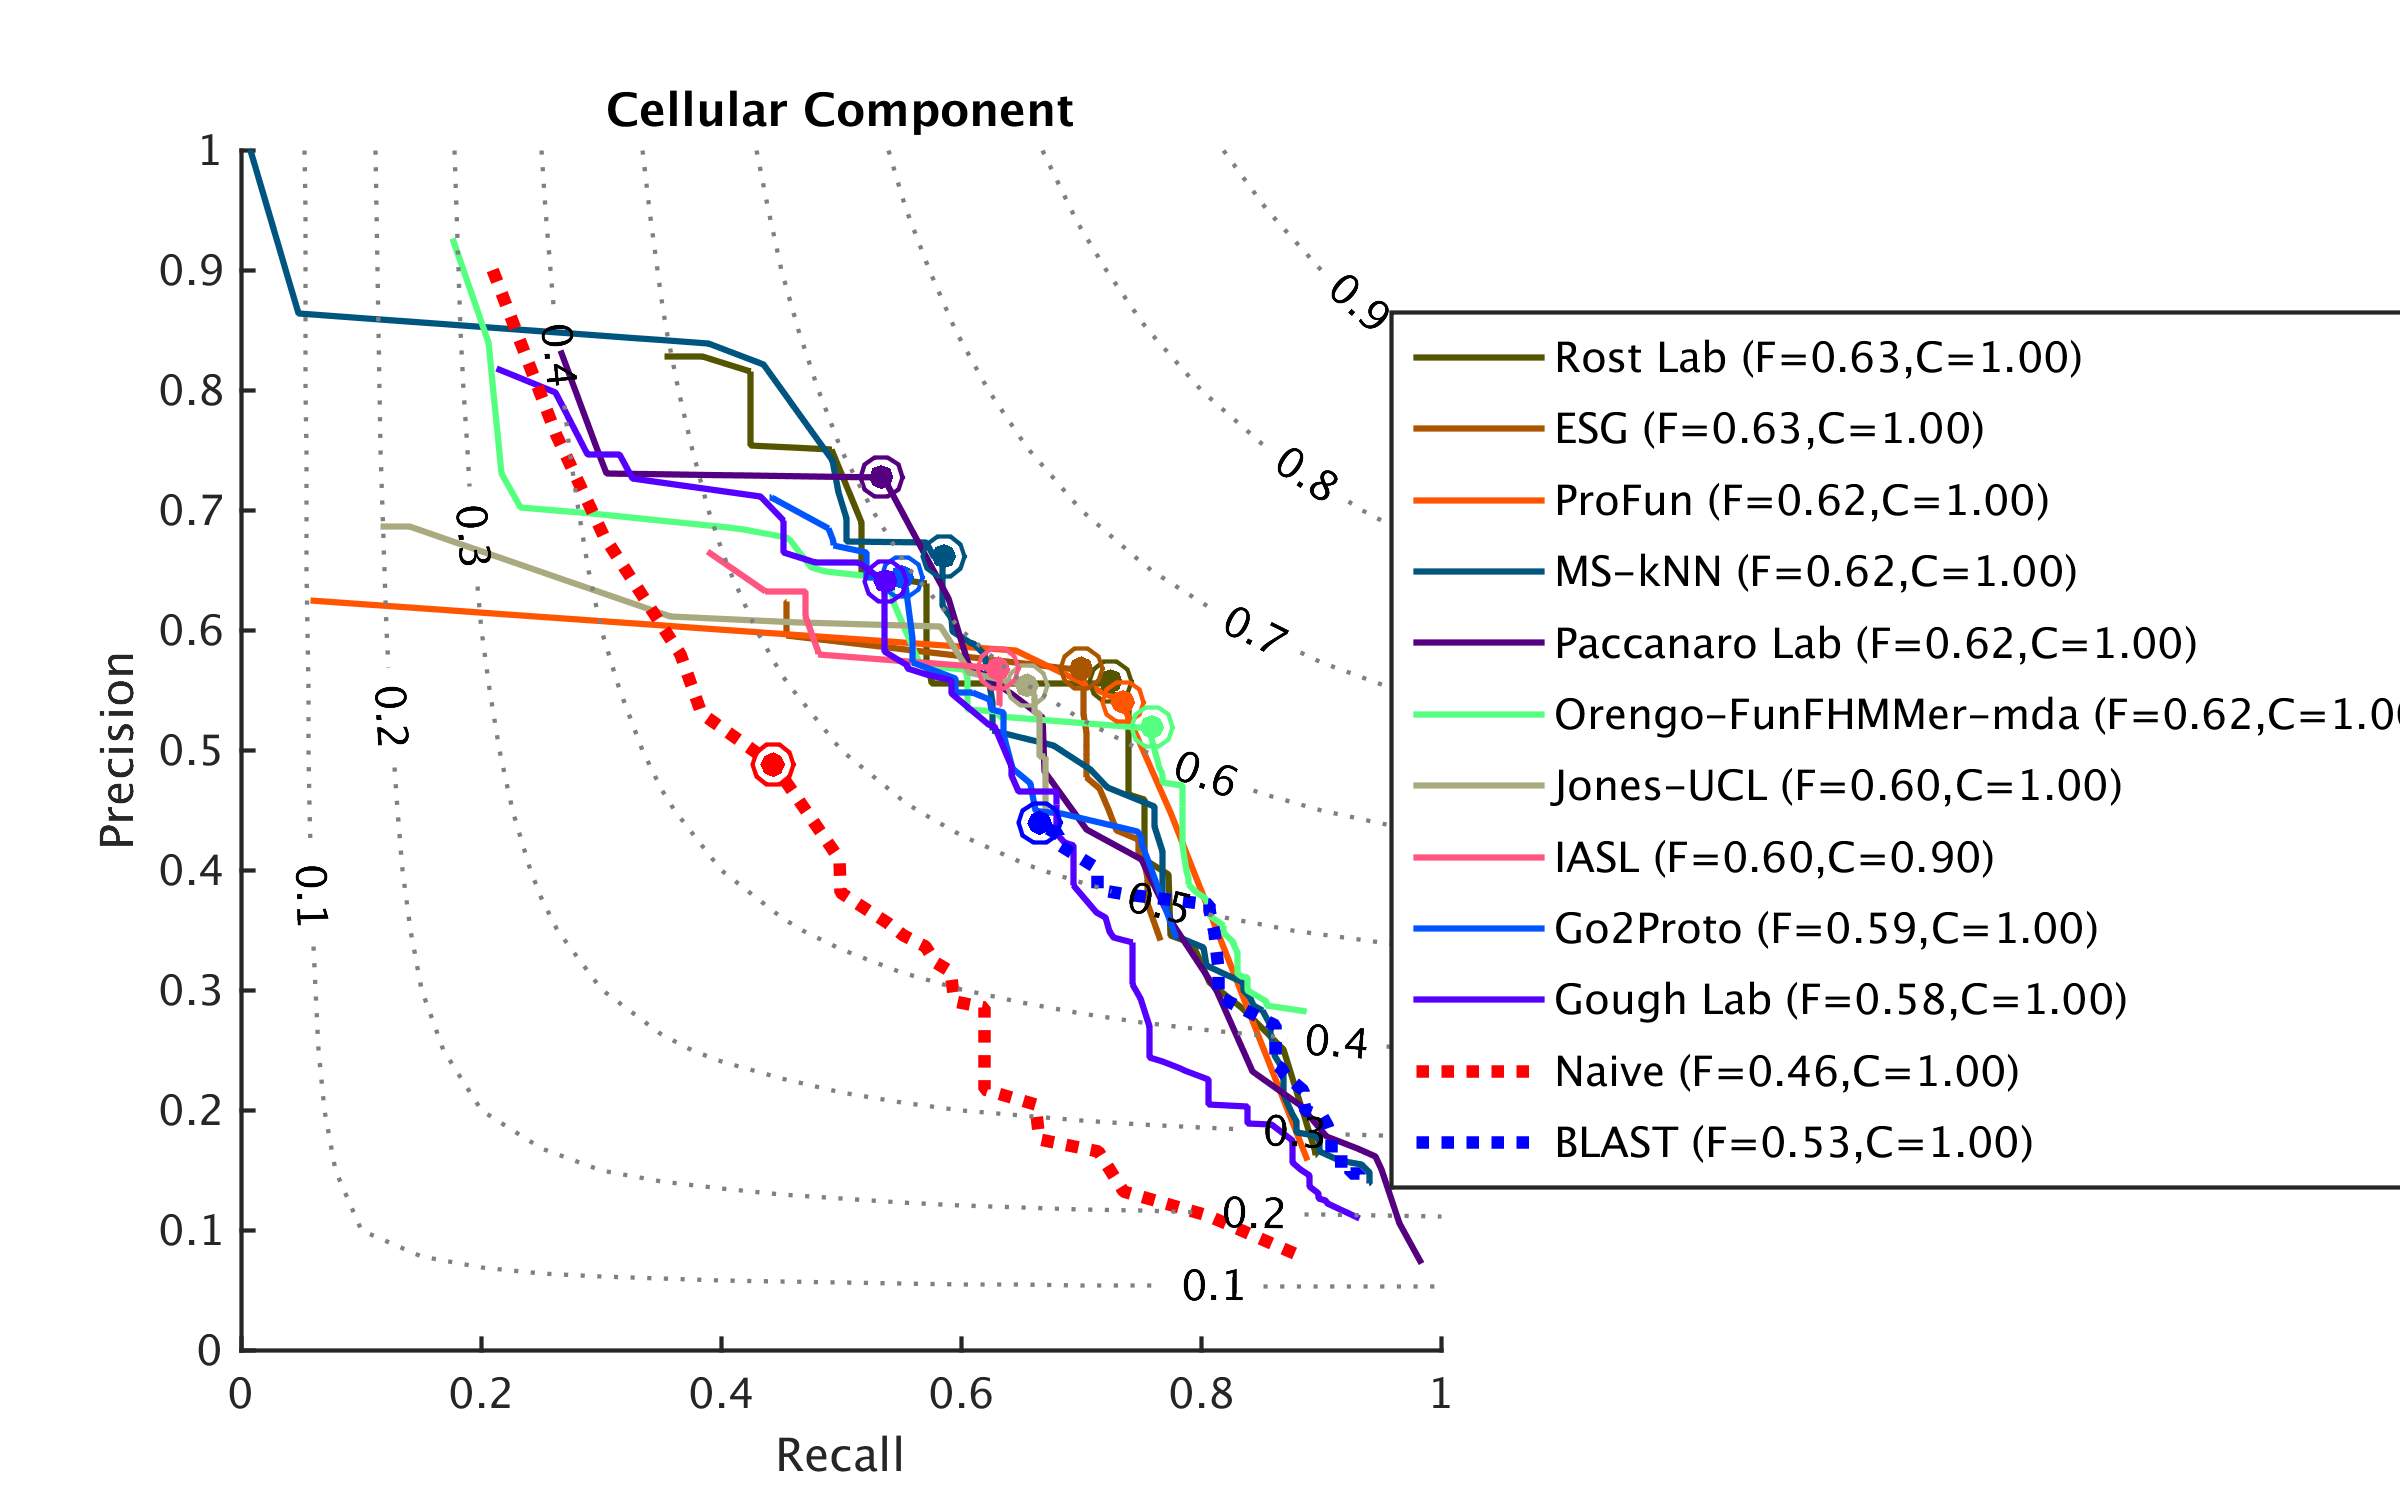 Cellular Component
Precision
1
0.9
0.8
0.7
0.6
0.5
0.4
0.3
0.2
0.1
0
0
0.2
0.4
0.6
0.8
1
Recall
0.1
0.2
0.3
0.4
0.9
0.8
0.7
0.6
0.5
0.4
0.3
0.2
0.1
Rost Lab (F=0.63,C=1.00)
ESG (F=0.63,C=1.00)
ProFun (F=0.62,C=1.00)
MS-kNN (F=0.62,C=1.00)
Paccanaro Lab (F=0.62,C=1.00)
Orengo-FunFHMMer-mda (F=0.62,C=1.00
Jones-UCL (F=0.60,C=1.00)
IASL (F=0.60,C=0.90)
Go2Proto (F=0.59,C=1.00)
Gough Lab (F=0.58,C=1.00)
Naive (F=0.46,C=1.00)
BLAST (F=0.53,C=1.00)